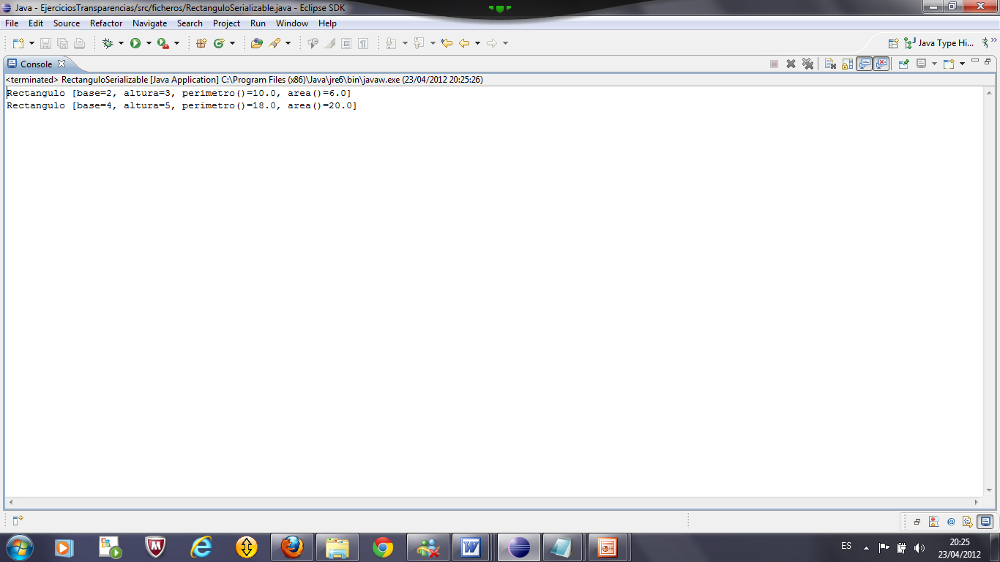 Java - EjerciciosTransparencias/src/ficheros/RectanguloSerializable.java - Eclipse SDK
File Edit Source Refactor Navigate Search Project Run Window Help
Java Type Hi...
Console
<terminated> RectanguloSerializable [Java Application] C:\Program Files (x86)\Java\jre6\bin\javaw.exe (23/04/2012 20:25:26)
Rectangulo [base=2, altura=3, perimetro()=10.0, area()=6.0]
Rectangulo [base=4, altura=5, perimetro()=18.0, area()=20.0]
ES
20:25
23/04/2012